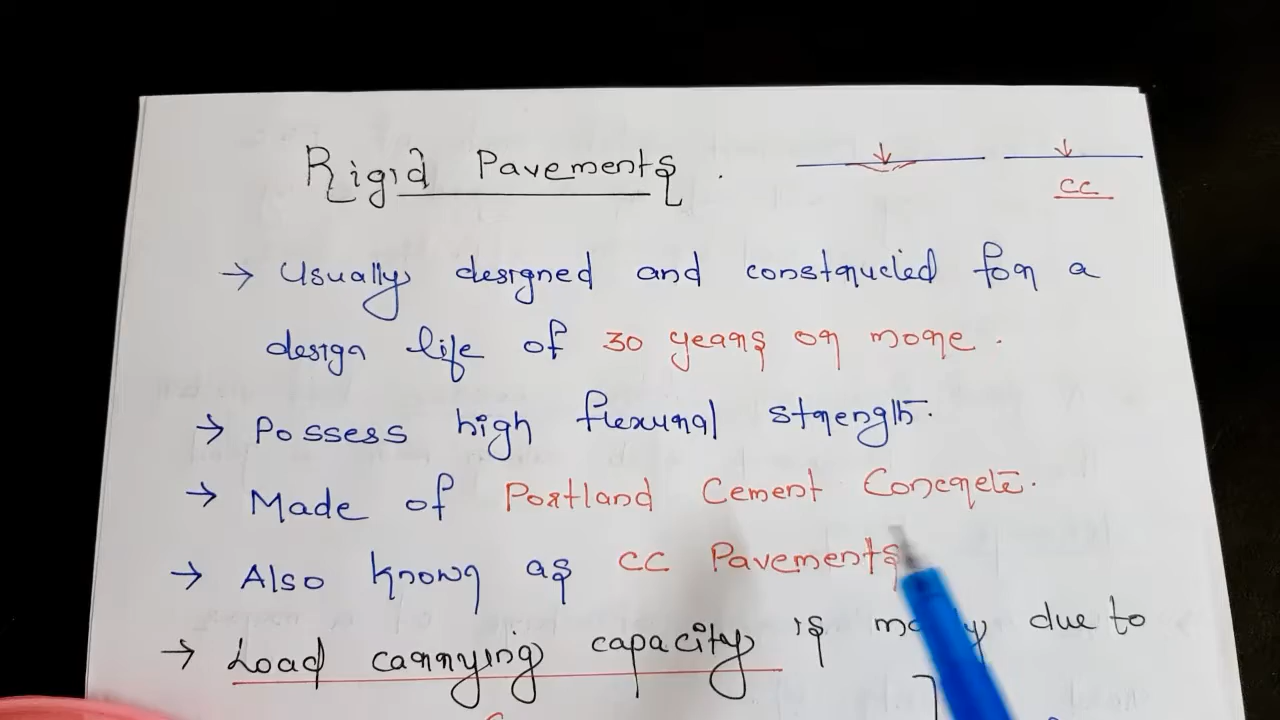 Rigid Pavements.
CC
→ Usually designed and constructed for a
design life of 30 years or more.
→ Possess high flexural strength.
→ Made of Portland Cement Concrete.
→ Also known as CC Pavements
→ Load carrying capacity is due to